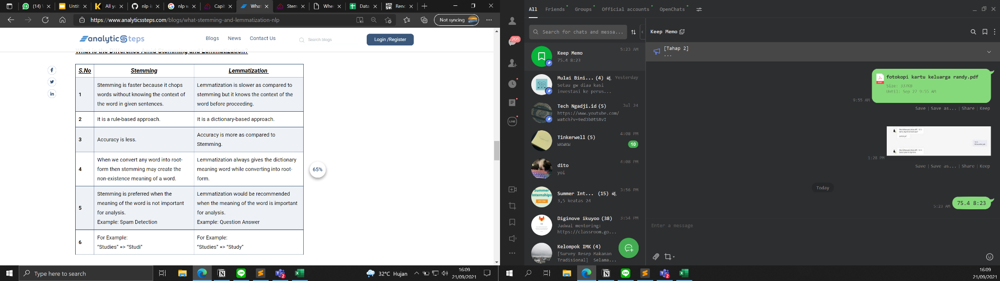 (14)
Untit
All yo
nlp-in
nlp w
Capit
What
Stem
Whe
Data
Renc
https://www.analyticssteps.com/blogs/what-stemming-and-lemmatization-nlp
Not syncing
analyticSteps
Blogs
News
Contact Us
Search blogs
Login /Register
What is the Difference Amid Stemming and Lemmatization?
S.No
Stemming
Lemmatization
1
Stemming is faster because it chops
words without knowing the context of
the word in given sentences.
Lemmatization is slower as compared to
stemming but it knows the context of the
word before proceeding.
2
It is a rule-based approach.
It is a dictionary-based approach.
3
Accuracy is less.
Accuracy is more as compared to
Stemming.
4
When we convert any word into root-
form then stemming may create the
non-existence meaning of a word.
Lemmatization always gives the dictionary
meaning word while converting into root-
form.
5
Stemming is preferred when the
meaning of the word is not important
for analysis.
Example: Spam Detection
Lemmatization would be recommended
when the meaning of the word is important
for analysis.
Example: Question Answer
6
For Example:
"Studies" => "Studi"
For Example:
"Studies" => "Study"
65%
Type here to search
32°C Hujan
16:09
21/09/2021
All
Friends
Groups
Official accounts
OpenChats
201
LINE
Search for chats and messa...
Keep Memo
5:23 AM
75.4 8:23
Mulai Bini... (4)
Yesterday
Setau gw diaa kasi
investasi ke perus...
Tech Ngadji.id (5)
Jul 24
https://www.youtube.com/
watch?v=9ed3b0tSRvI
Tinkerwell (5)
4:08 PM
WKWKW
10
dito
4:08 PM
yoi
Summer
Internships
Summer Int... (15)
3:56 PM
3,5 keatas 24
Diginove ikuyoo (38)
3:54 PM
Jadwal mentoring:
https://classroom.go...
Kelompok IMK (4)
[Survey Resep Makanan
Tradisional] Selama...
Keep Memo
[Tahap 2]
...
fotokopi kartu keluarga randy.pdf
Size: 337KB
Until: Sep 27 9:55 AM
9:55 AM
Save | Save as... | Share | Keep
1:28 PM
Save | Save as... | Share | Keep
Today
75.4 8:23
5:23 AM
Enter a message
16:09
21/09/2021